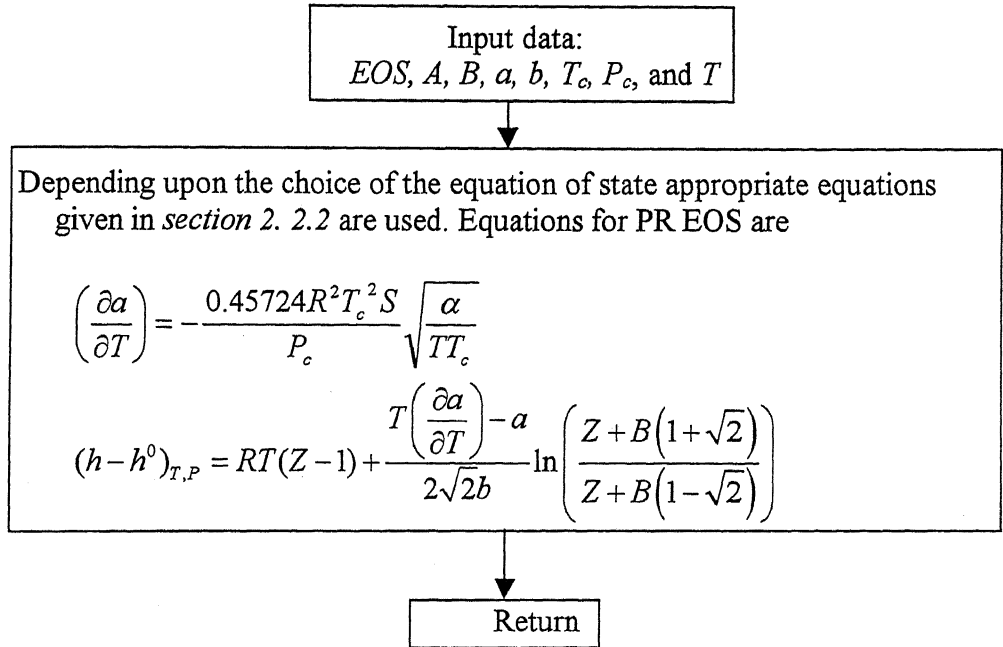 Input data:
EOS, A, B, a, b, T_c, P_c, and T
Depending upon the choice of the equation of state appropriate equations
given in section 2. 2.2 are used. Equations for PR EOS are
(∂a/∂T) = −(0.45724R²T_c²S / P_c) √(α / TT_c)
(h−h⁰)_{T,P} = RT(Z−1) + (T(∂a/∂T)−a) / (2√2b) ln((Z+B(1+√2)) / (Z+B(1−√2)))
Return